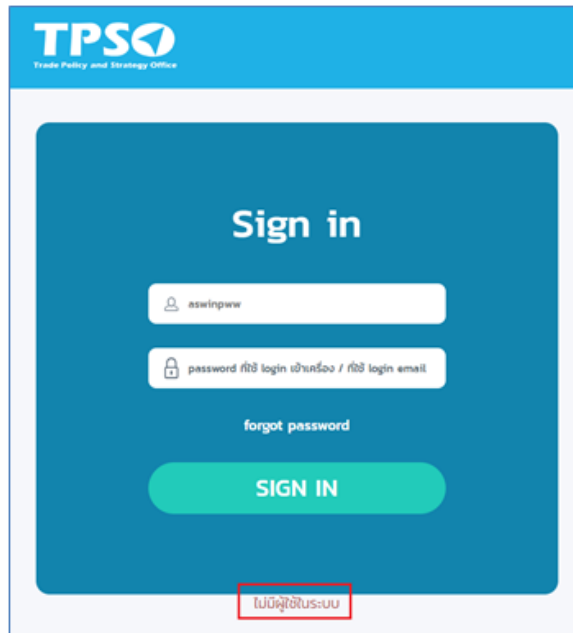 TPSO
Trade Policy and Strategy Office
Sign in
aswinpww
password ที่ใช้ login เข้าเครื่อง / ที่ใช้ login email
forgot password
SIGN IN
ไม่มีผู้ใช้ในระบบ